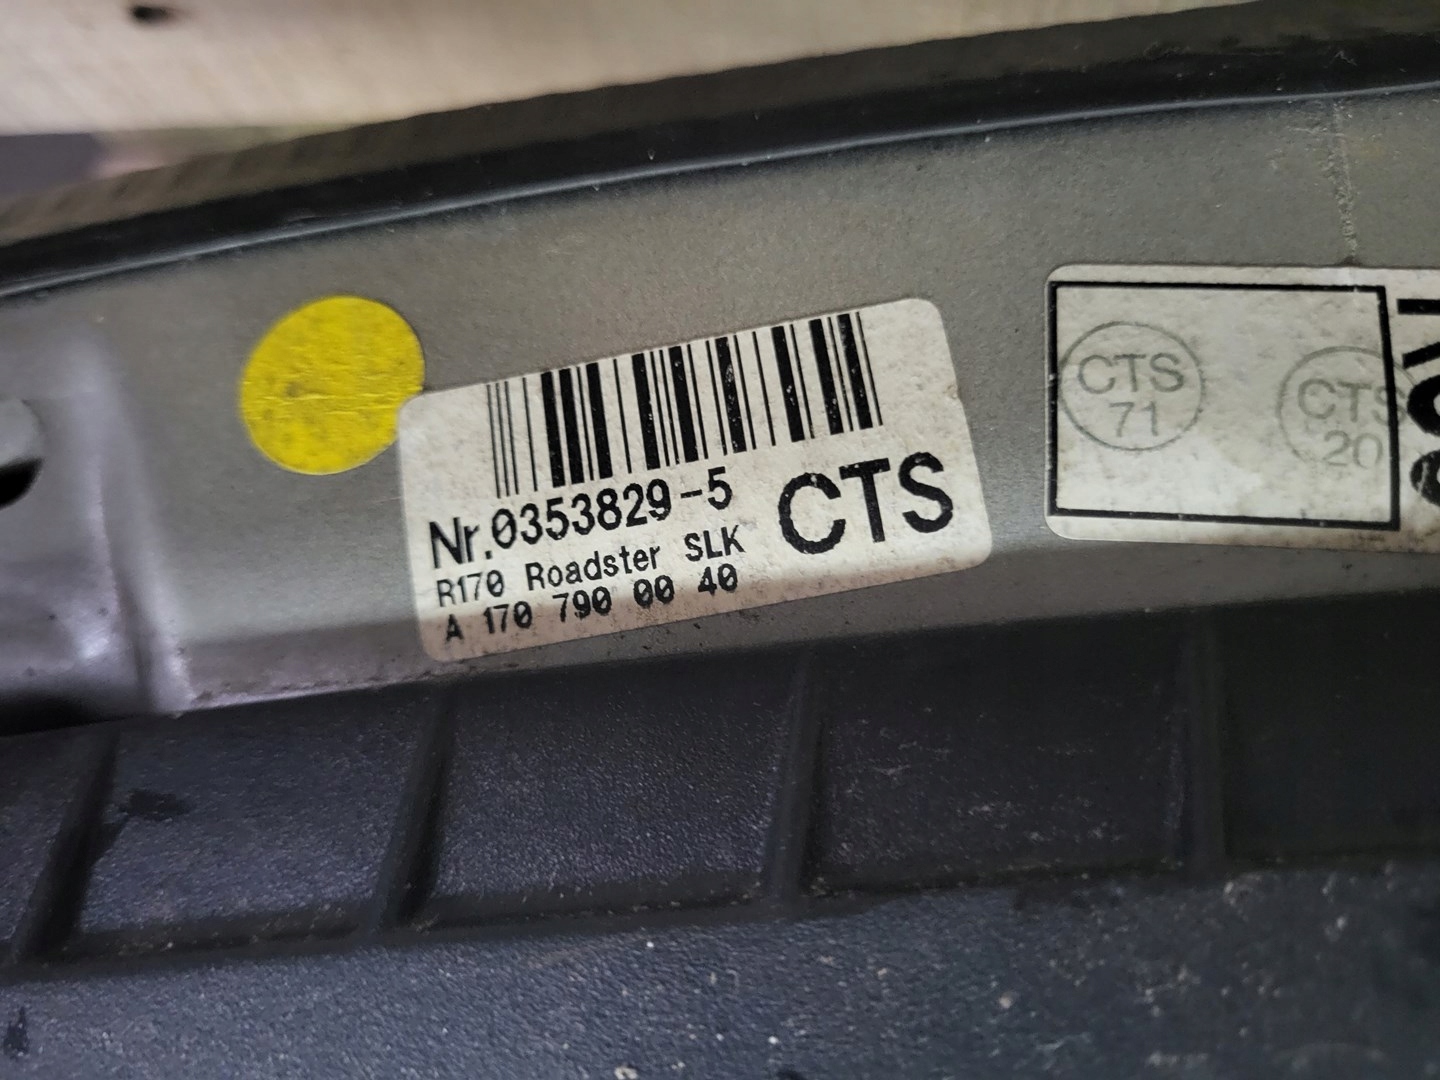 Nr.0353829-5
CTS
R170 Roadster SLK
A 170 790 00 40
CTS
71
CTS
20